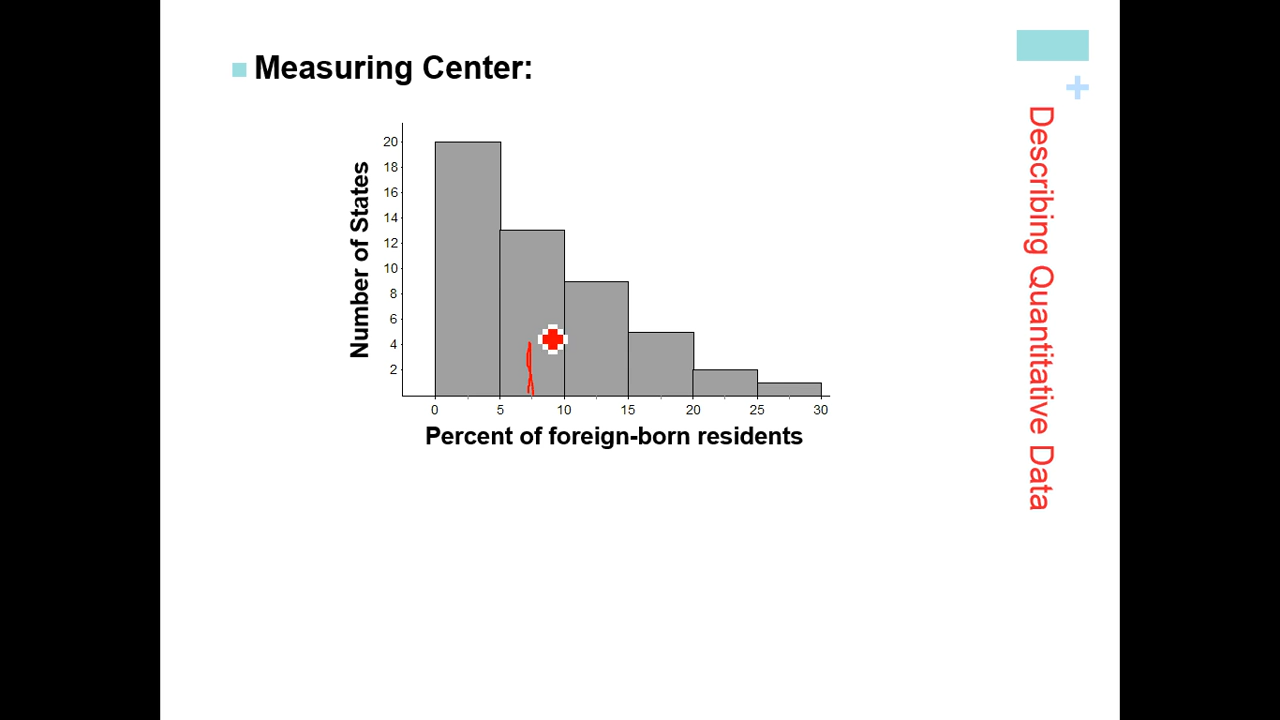 Measuring Center:
+
Describing Quantitative Data
Number of States
20
18
16
14
12
10
8
6
4
2
0 5 10 15 20 25 30
Percent of foreign-born residents